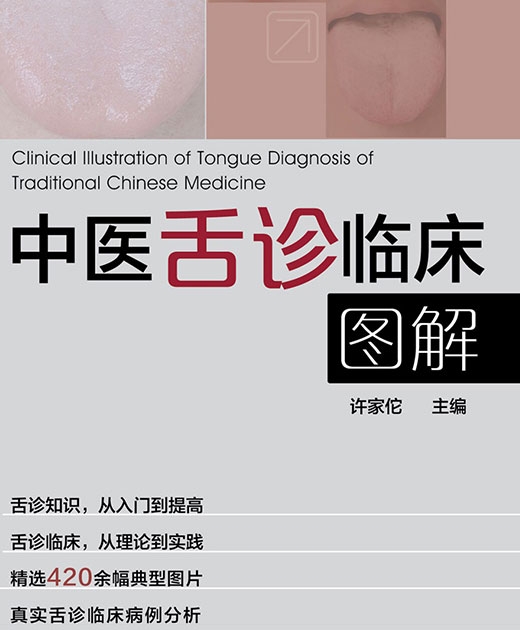 Clinical Illustration of Tongue Diagnosis of
Traditional Chinese Medicine
中医舌诊临床
图解
许家佗 主编
舌诊知识，从入门到提高
舌诊临床，从理论到实践
精选420余幅典型图片
真实舌诊临床病例分析